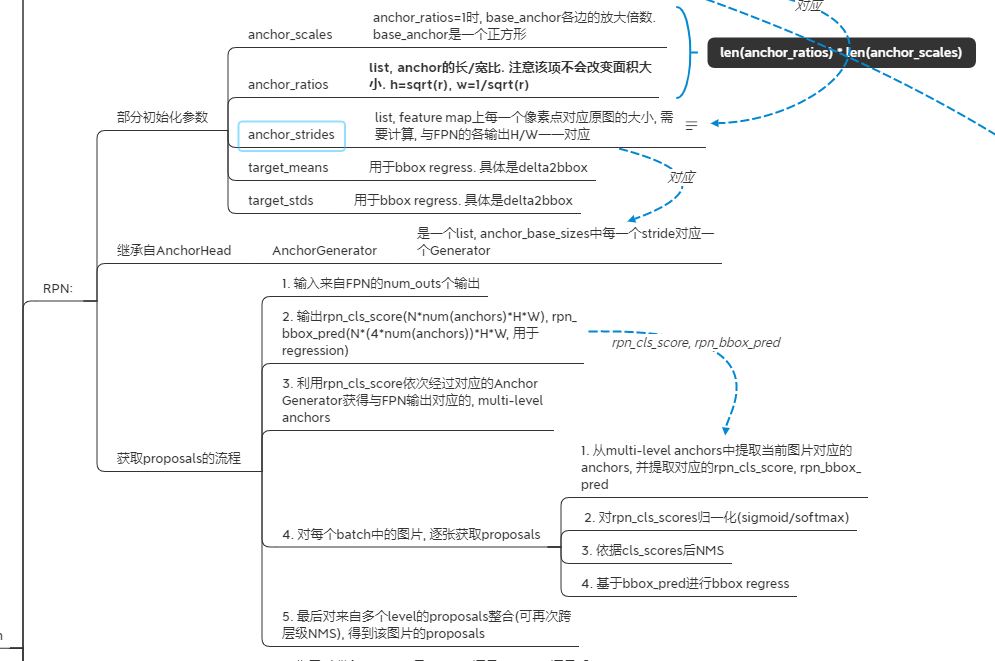 对应
anchor_scales
anchor_ratios=1时, base_anchor各边的放大倍数.
base_anchor是一个正方形
len(anchor_ratios) * len(anchor_scales)
anchor_ratios
list, anchor的长/宽比. 注意该项不会改变面积大
小. h=sqrt(r), w=1/sqrt(r)
部分初始化参数
anchor_strides
list, feature map上每一个像素点对应原图的大小, 需
要计算, 与FPN的各输出H/W一一对应
target_means
用于bbox regress. 具体是delta2bbox
对应
target_stds
用于bbox regress. 具体是delta2bbox
继承自AnchorHead
AnchorGenerator
是一个list, anchor_base_sizes中每一个stride对应一
个Generator
RPN:
1. 输入来自FPN的num_outs个输出
2. 输出rpn_cls_score(N*num(anchors)*H*W), rpn_
bbox_pred(N*(4*num(anchors))*H*W, 用于
regression)
rpn_cls_score, rpn_bbox_pred
3. 利用rpn_cls_score依次经过对应的Anchor
Generator获得与FPN输出对应的, multi-level
anchors
获取proposals的流程
4. 对每个batch中的图片, 逐张获取proposals
1. 从multi-level anchors中提取当前图片对应的
anchors, 并提取对应的rpn_cls_score, rpn_bbox_
pred
2. 对rpn_cls_scores归一化(sigmoid/softmax)
3. 依据cls_scores后NMS
4. 基于bbox_pred进行bbox regress
5. 最后对来自多个level的proposals整合(可再次跨
层级NMS), 得到该图片的proposals